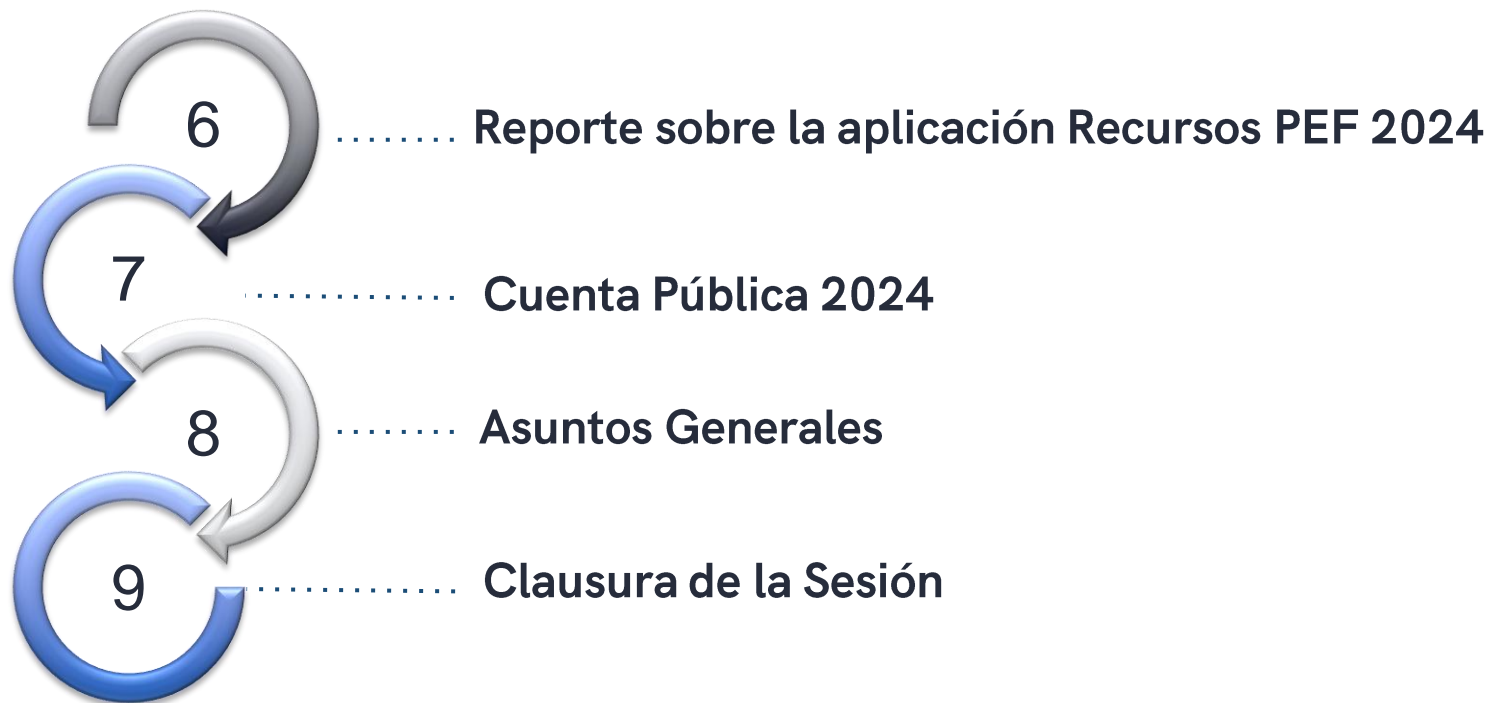 6 Reporte sobre la aplicación Recursos PEF 2024
7 Cuenta Pública 2024
8 Asuntos Generales
9 Clausura de la Sesión